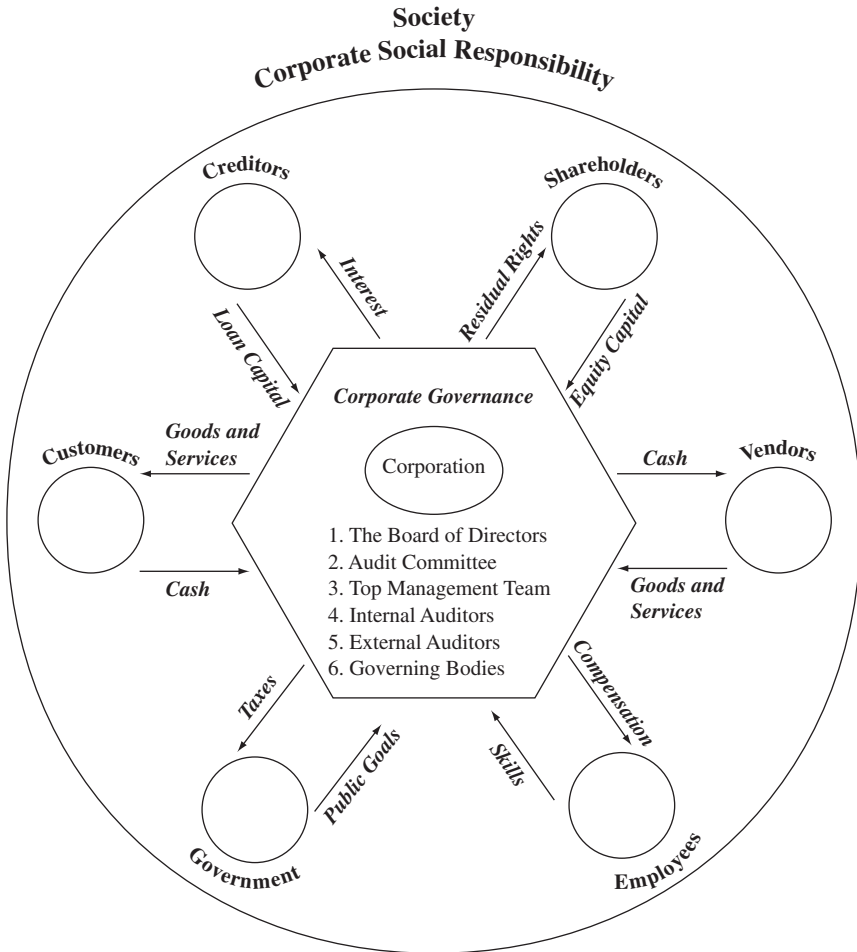 Society
Corporate Social Responsibility
Creditors
Shareholders
Interest
Residual Rights
Loan Capital
Equity Capital
Corporate Governance
Goods and
Services
Customers
Corporation
Cash
Vendors
1. The Board of Directors
2. Audit Committee
3. Top Management Team
4. Internal Auditors
5. External Auditors
6. Governing Bodies
Cash
Goods and
Services
Taxes
Public Goals
Skills
Compensation
Government
Employees